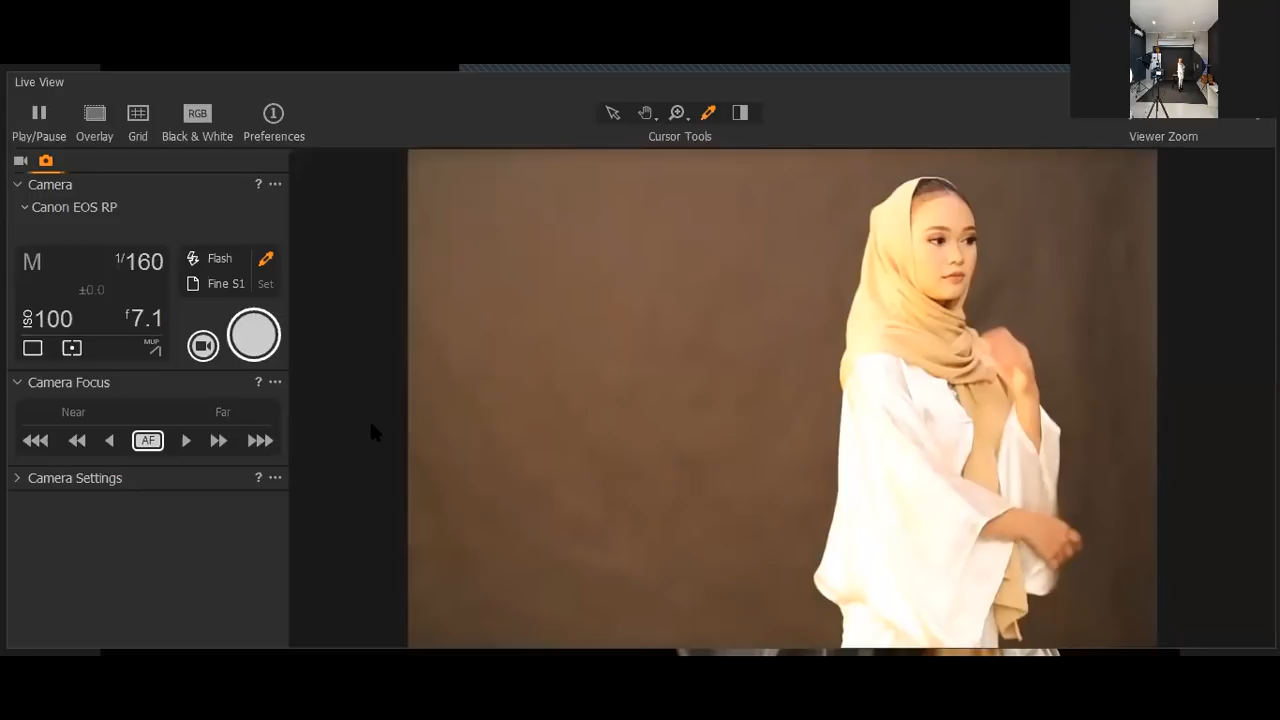 Live View
Play/Pause Overlay Grid RGB Black & White Preferences Cursor Tools Viewer Zoom
Camera ? ...
Canon EOS RP
M 1/160 Flash
±0.0 Fine S1 Set
ISO 100 f7.1
MUP
Camera Focus ? ...
Near Far
AF
Camera Settings ? ...